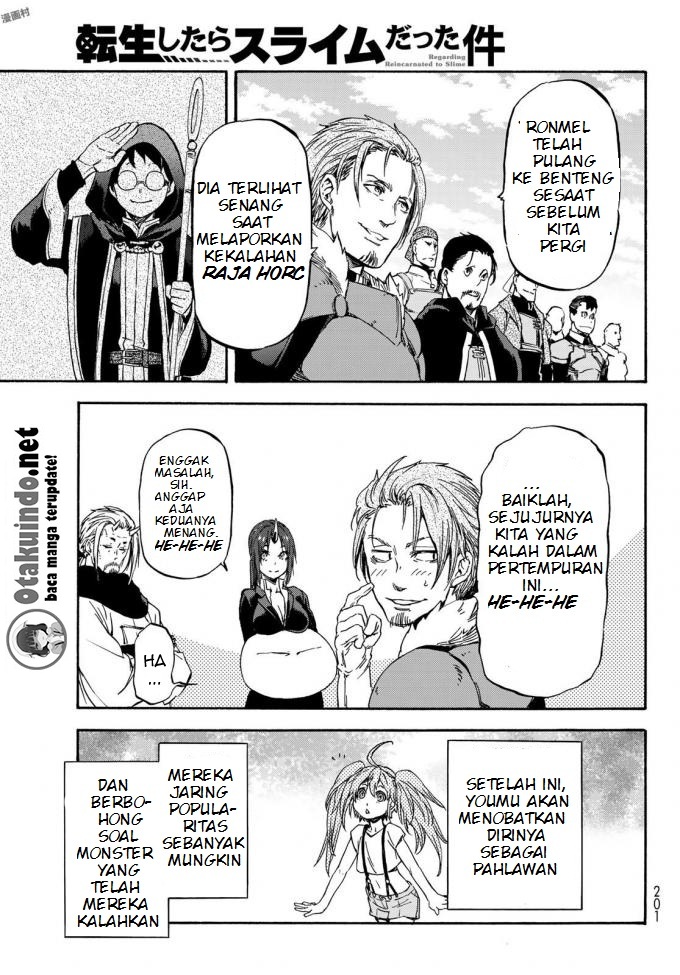 漫画村
転生したらスライムだった件
Regarding
Reincarnated to Slime
'RONMEL
TELAH
PULANG
KE BENTENG
SESAAT
SEBELUM
KITA
PERGI
DIA TERLIHAT
SENANG
SAAT
MELAPORKAN
KEKALAHAN
RAJA HORC
...
BAIKLAH,
SEJUJURNYA
KITA YANG
KALAH DALAM
PERTEMPURAN
INI...
HE-HE-HE
ENGGAK
MASALAH,
SIH.
ANGGAP
AJA
KEDUANYA
MENANG.
HE-HE-HE
HA
...
SETELAH INI,
YOUMU AKAN
MENOBATKAN
DIRINYA
SEBAGAI
PAHLAWAN
MEREKA
JARING
POPULA-
RITAS
SEBANYAK
MUNGKIN
DAN
BERBO-
HONG
SOAL
MONSTER
YANG
TELAH
MEREKA
KALAHKAN
201
Otakuindo.net
baca manga terupdate!